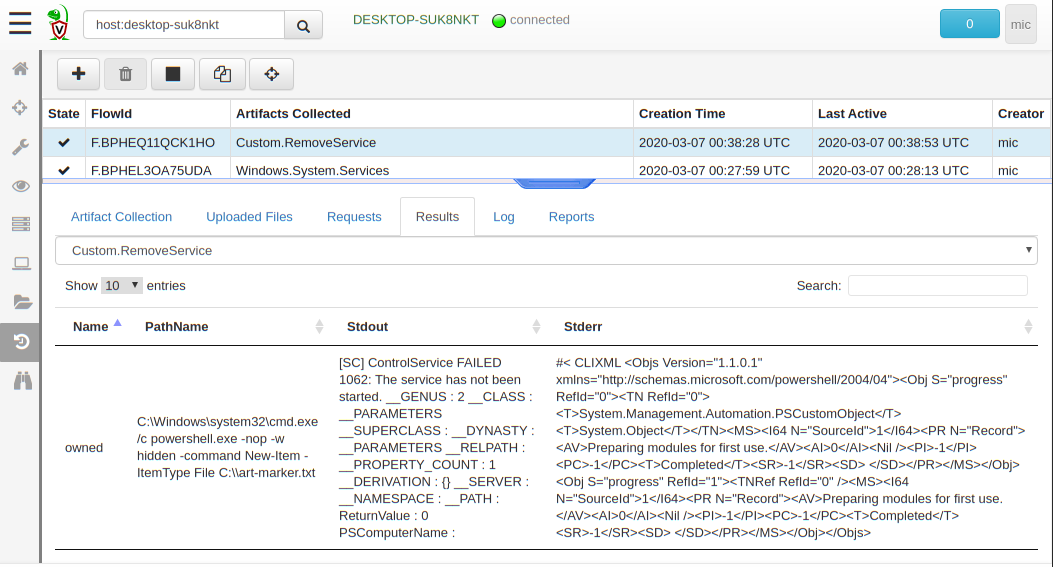 host:desktop-suk8nkt
DESKTOP-SUK8NKT connected
0
mic
State FlowId Artifacts Collected Creation Time Last Active Creator
F.BPHEQ11QCK1HO Custom.RemoveService 2020-03-07 00:38:28 UTC 2020-03-07 00:38:53 UTC mic
F.BPHEL3OA75UDA Windows.System.Services 2020-03-07 00:27:59 UTC 2020-03-07 00:28:13 UTC mic
Artifact Collection Uploaded Files Requests Results Log Reports
Custom.RemoveService
Show 10 entries Search:
Name PathName Stdout Stderr
owned
C:\Windows\system32\cmd.exe
/c powershell.exe -nop -w
hidden -command New-Item -
ItemType File C:\\art-marker.txt
[SC] ControlService FAILED
1062: The service has not been
started. __GENUS : 2 __CLASS :
__PARAMETERS
__SUPERCLASS : __DYNASTY :
__PARAMETERS __RELPATH :
__PROPERTY_COUNT : 1
__DERIVATION : {} __SERVER :
__NAMESPACE : __PATH :
ReturnValue : 0
PSComputerName :
#< CLIXML <Objs Version="1.1.0.1"
xmlns="http://schemas.microsoft.com/powershell/2004/04"><Obj S="progress"
RefId="0"><TN RefId="0">
<T>System.Management.Automation.PSCustomObject</T>
<T>System.Object</T></TN><MS><I64 N="SourceId">1</I64><PR N="Record">
<AV>Preparing modules for first use.</AV><AI>0</AI><Nil /><PI>-1</PI>
<PC>-1</PC><T>Completed</T><SR>-1</SR><SD> </SD></PR></MS></Obj>
<Obj S="progress" RefId="1"><TNRef RefId="0" /><MS><I64
N="SourceId">1</I64><PR N="Record"><AV>Preparing modules for first use.
</AV><AI>0</AI><Nil /><PI>-1</PI><PC>-1</PC><T>Completed</T>
<SR>-1</SR><SD> </SD></PR></MS></Obj></Objs>